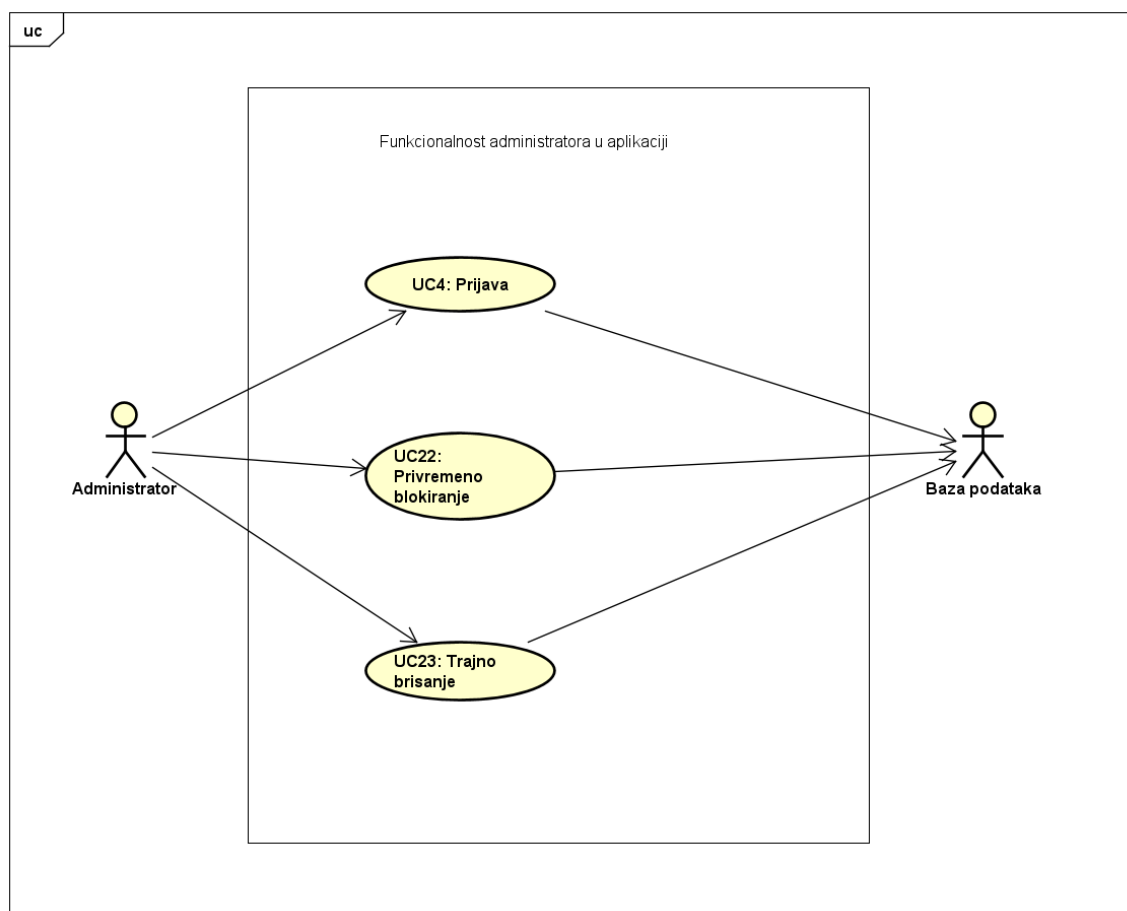 uc
Funkcionalnost administratora u aplikaciji
UC4: Prijava
Administrator
UC22:
Privremeno
blokiranje
Baza podataka
UC23: Trajno
brisanje